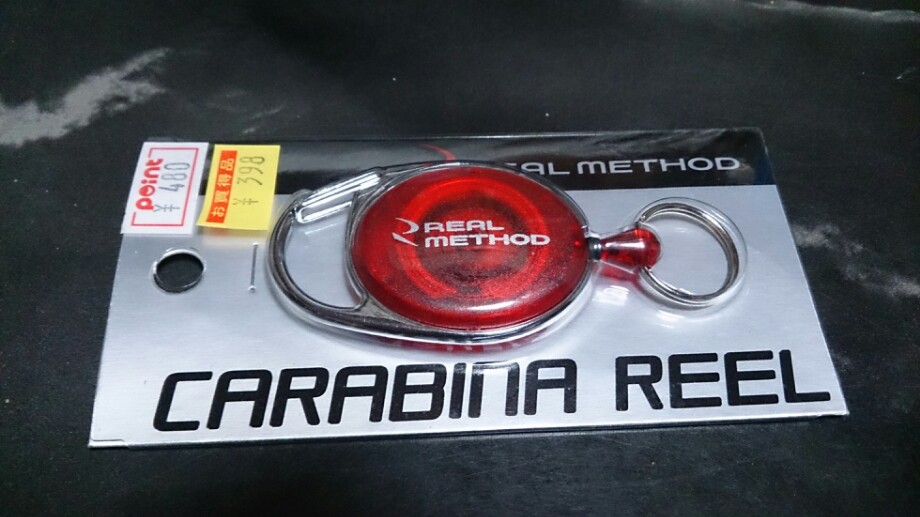 point
¥480
お買得品
¥398
REAL METHOD
REAL
METHOD
CARABINA REEL